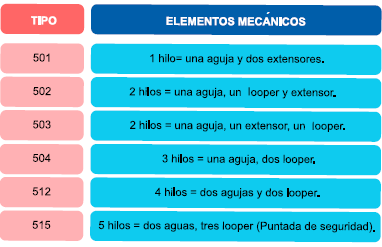 TIPO ELEMENTOS MECÁNICOS
501 1 hilo= una aguja y dos extensores.
502 2 hilos = una aguja, un looper y extensor.
503 2 hilos = una aguja, un extensor, un looper.
504 3 hilos = una aguja, dos looper.
512 4 hilos = dos agujas y dos looper.
515 5 hilos = dos aguas, tres looper (Puntada de seguridad).